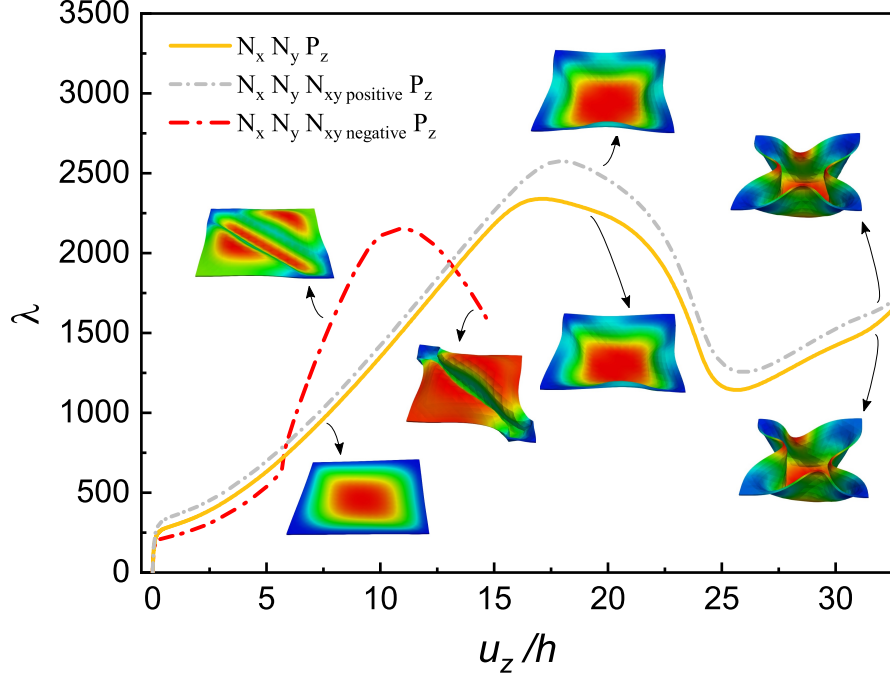 3500
3000
2500
2000
1500
1000
500
0
λ
N_x N_y P_z
N_x N_y N_xy positive P_z
N_x N_y N_xy negative P_z
0 5 10 15 20 25 30
u_z /h